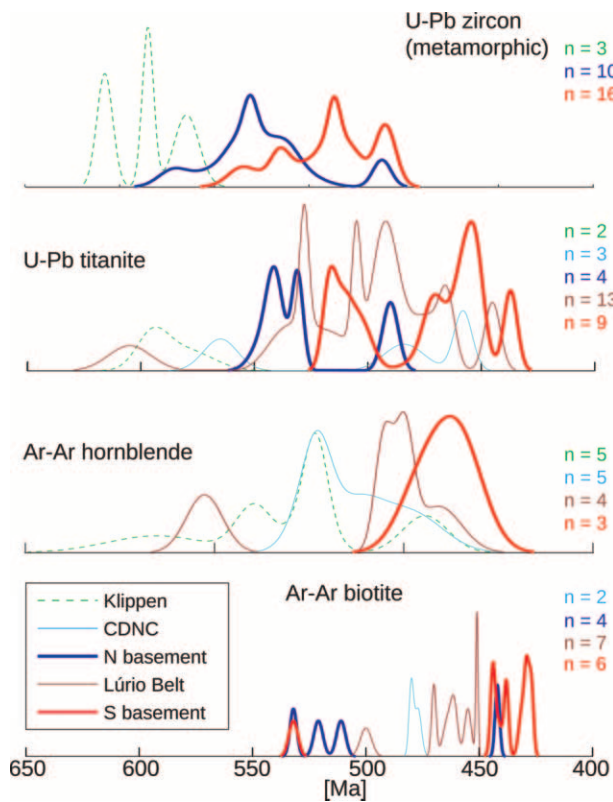 U-Pb zircon
(metamorphic)
n = 3
n = 10
n = 16
U-Pb titanite
n = 2
n = 3
n = 4
n = 13
n = 9
Ar-Ar hornblende
n = 5
n = 5
n = 4
n = 3
Ar-Ar biotite
n = 2
n = 4
n = 7
n = 6
Klippen
CDNC
N basement
Lúrio Belt
S basement
650 600 550 500 450 400
[Ma]